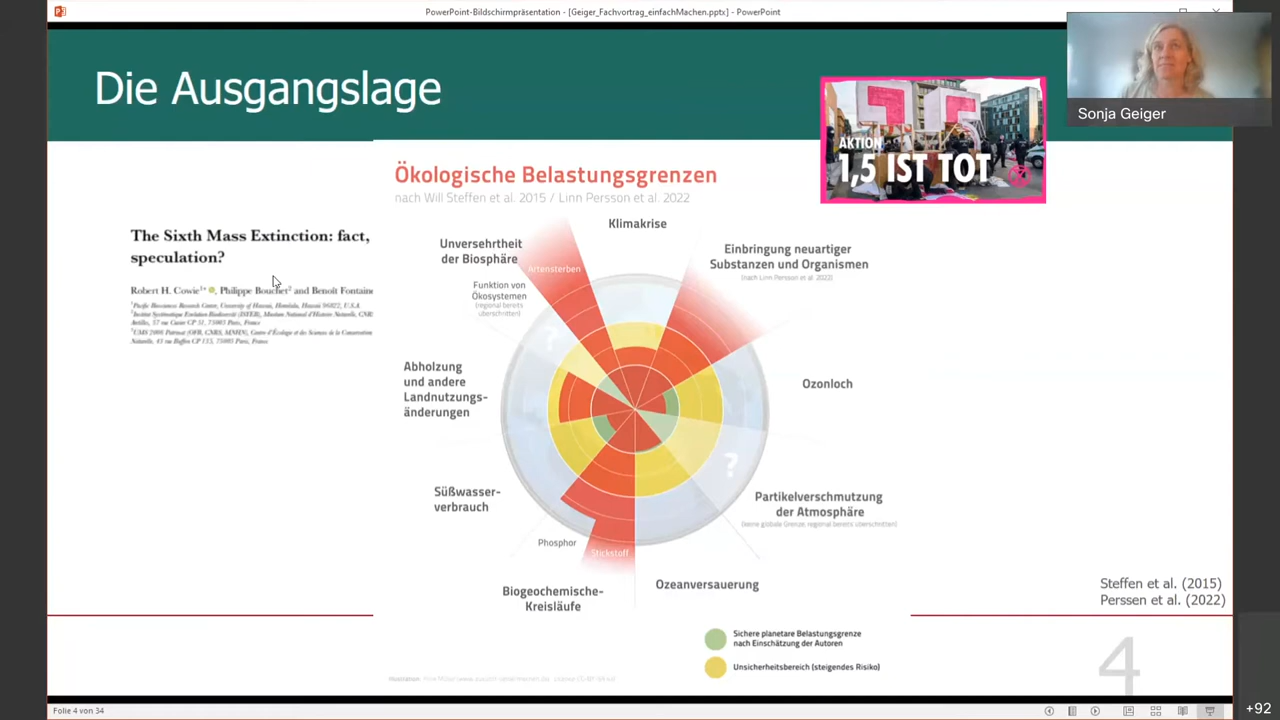 PowerPoint-Bildschirmpräsentation - [Geiger_Fachvortrag_einfachMachen.pptx] - PowerPoint
Die Ausgangslage
AKTION
1,5 IST TOT
Sonja Geiger
Ökologische Belastungsgrenzen
nach Will Steffen et al. 2015 / Linn Persson et al. 2022
The Sixth Mass Extinction: fact,
speculation?
Robert H. Cowie¹*, Philippe Bouchet² and Benoît Fontaine
Klimakrise
Unversehrtheit
der Biosphäre
Artensterben
Funktion von
Ökosystemen
(regional bereits
überschritten)
Einbringung neuartiger
Substanzen und Organismen
(nach Linn Persson et al. 2022)
?
Abholzung
und andere
Landnutzungs-
änderungen
Ozonloch
?
Süßwasser-
verbrauch
Partikelverschmutzung
der Atmosphäre
(keine globale Grenze, regional bereits überschritten)
Phosphor
Stickstoff
Biogeochemische-
Kreisläufe
Ozeanversauerung
Steffen et al. (2015)
Perssen et al. (2022)
Sichere planetare Belastungsgrenze
nach Einschätzung der Autoren
Unsicherheitsbereich (steigendes Risiko)
4
Folie 4 von 34
+92